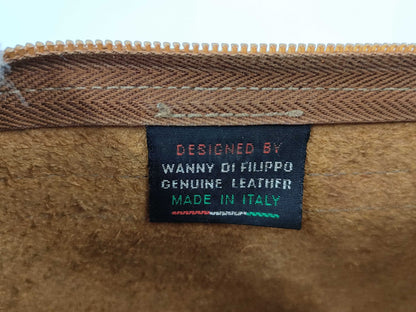 DESIGNED BY
WANNY DI FILIPPO
GENUINE LEATHER
MADE IN ITALY